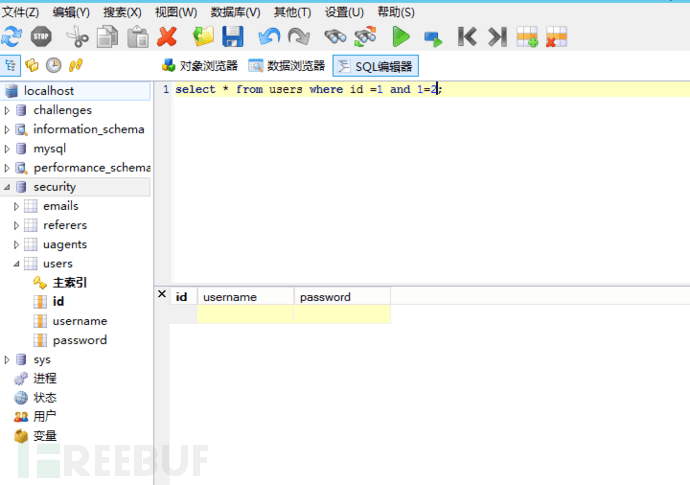 文件(Z) 编辑(Y) 搜索(X) 视图(W) 数据库(V) 其他(T) 设置(U) 帮助(S)
STOP
对象浏览器 数据浏览器 SQL编辑器
localhost
challenges
information_schema
mysql
performance_schema
security
emails
referers
uagents
users
主索引
id
username
password
sys
进程
状态
用户
变量
1 select * from users where id =1 and 1=2;
id username password
FREEBUF